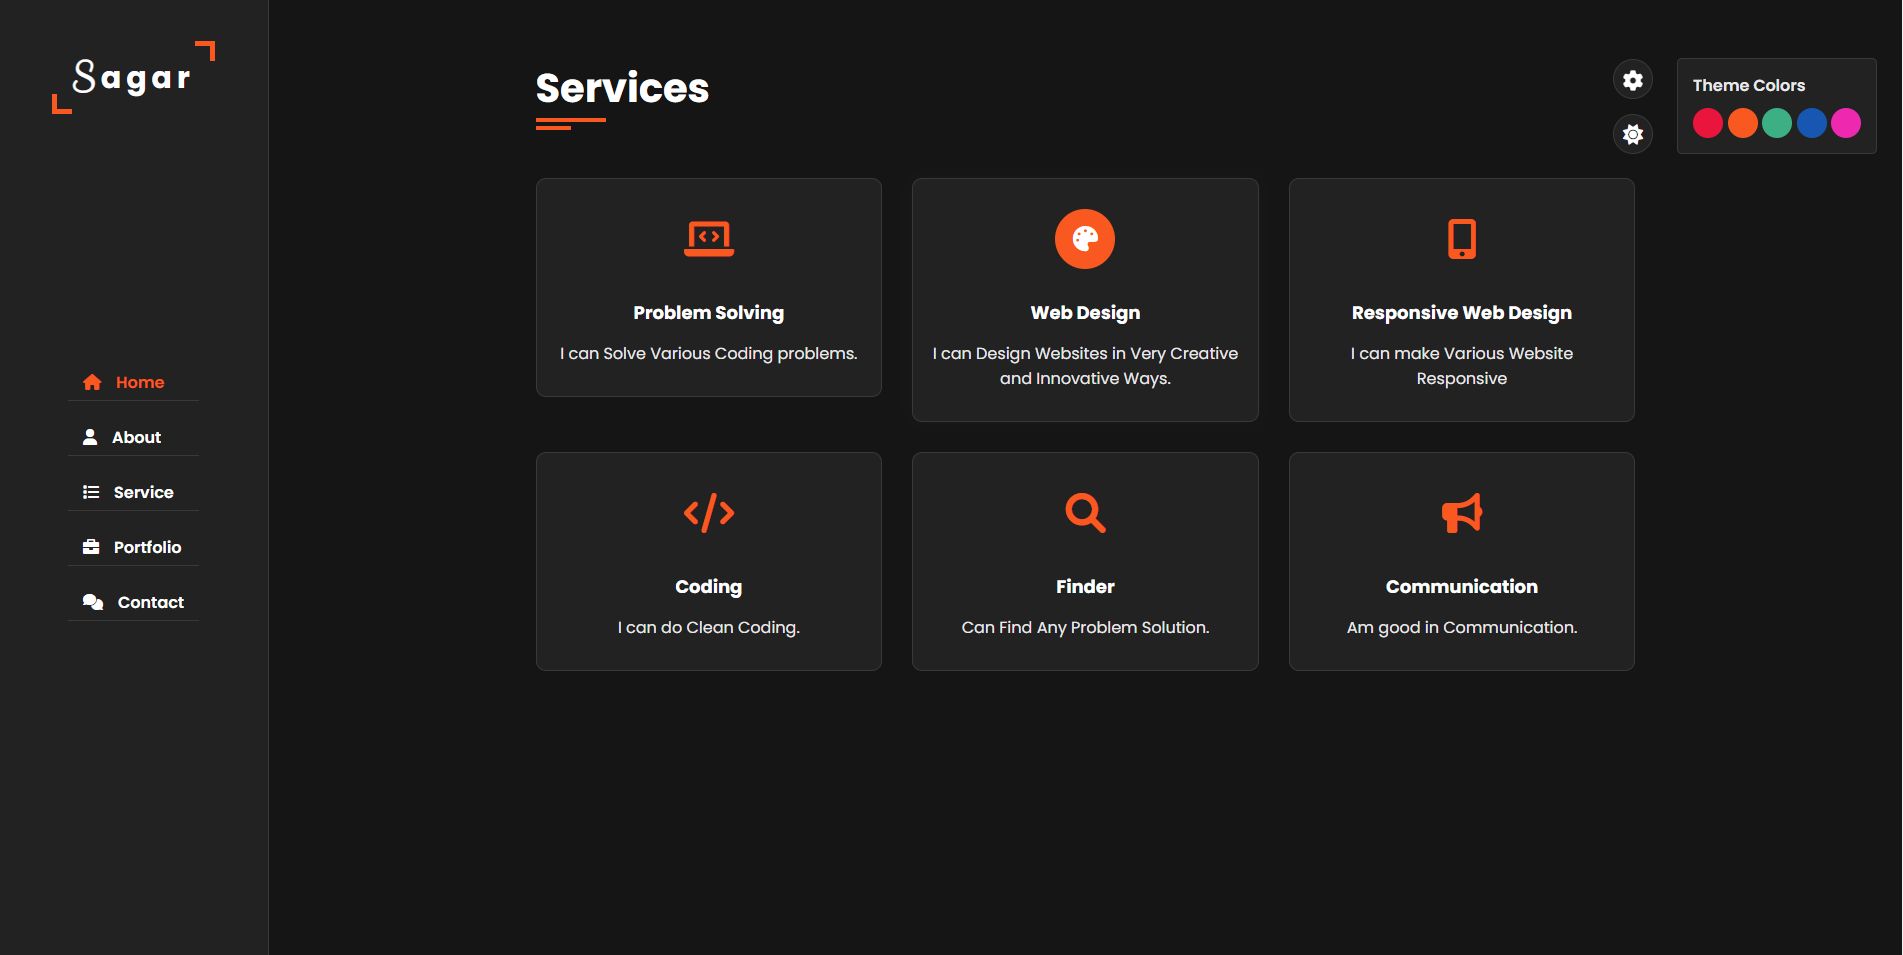 Sagar
Home
About
Service
Portfolio
Contact
Services
Theme Colors
Problem Solving
I can Solve Various Coding problems.
Web Design
I can Design Websites in Very Creative
and Innovative Ways.
Responsive Web Design
I can make Various Website
Responsive
Coding
I can do Clean Coding.
Finder
Can Find Any Problem Solution.
Communication
Am good in Communication.